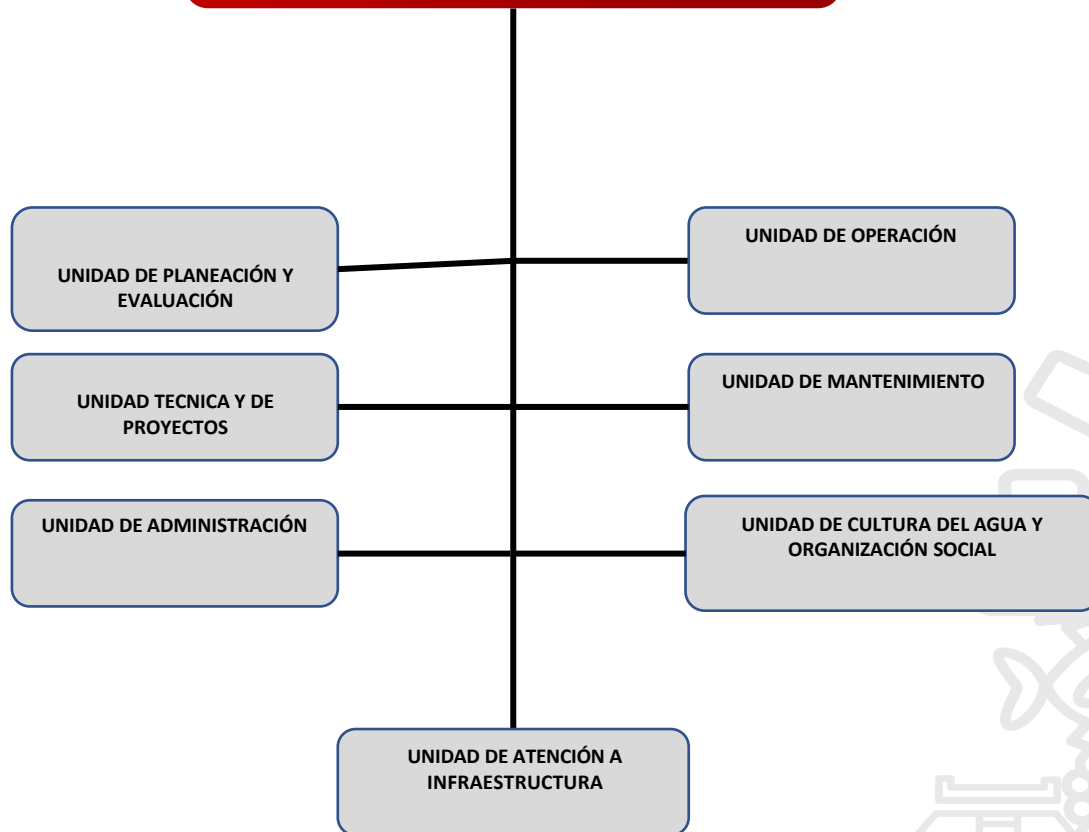 UNIDAD DE PLANEACIÓN Y
EVALUACIÓN
UNIDAD DE OPERACIÓN
UNIDAD TECNICA Y DE
PROYECTOS
UNIDAD DE MANTENIMIENTO
UNIDAD DE ADMINISTRACIÓN
UNIDAD DE CULTURA DEL AGUA Y
ORGANIZACIÓN SOCIAL
UNIDAD DE ATENCIÓN A
INFRAESTRUCTURA